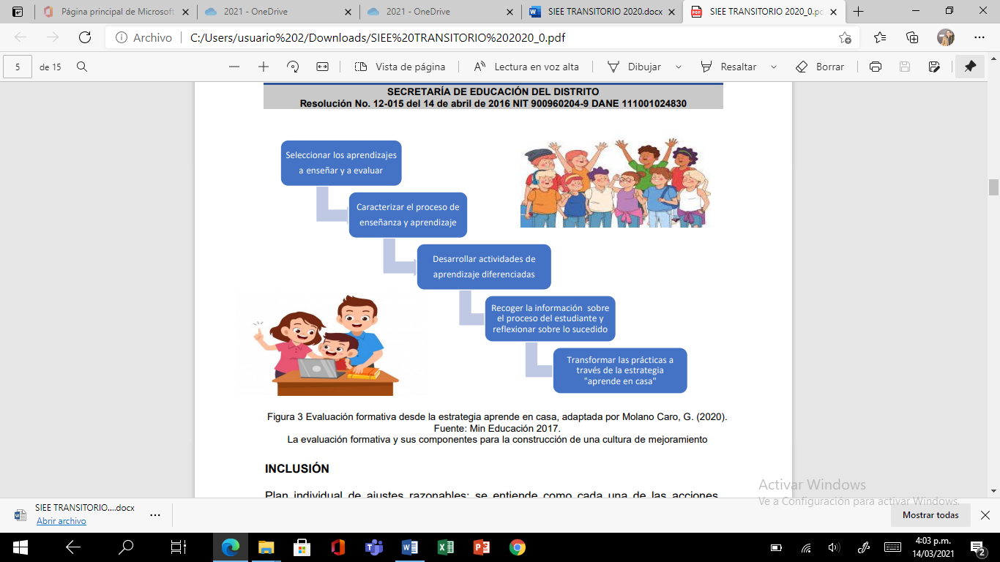 Página principal de Microsoft
2021 - OneDrive
2021 - OneDrive
SIEE TRANSITORIO 2020.docx
SIEE TRANSITORIO 2020_0.pd
Archivo
C:/Users/usuario%202/Downloads/SIEE%20TRANSITORIO%202020_0.pdf
5 de 15
Vista de página
Lectura en voz alta
Dibujar
Resaltar
Borrar
SECRETARÍA DE EDUCACIÓN DEL DISTRITO
Resolución No. 12-015 del 14 de abril de 2016 NIT 900960204-9 DANE 111001024830
Seleccionar los aprendizajes
a enseñar y a evaluar
Caracterizar el proceso de
enseñanza y aprendizaje
Desarrollar actividades de
aprendizaje diferenciadas
Recoger la información sobre
el proceso del estudiante y
reflexionar sobre lo sucedido
Transformar las prácticas a
través de la estrategia
"aprende en casa"
Figura 3 Evaluación formativa desde la estrategia aprende en casa, adaptada por Molano Caro, G. (2020).
Fuente: Min Educación 2017.
La evaluación formativa y sus componentes para la construcción de una cultura de mejoramiento
INCLUSIÓN
Plan individual de ajustes razonables: se entiende como cada una de las acciones
Activar Windows
Ve a Configuración para activar Windows.
SIEE TRANSITORIO....docx
Abrir archivo
Mostrar todas
4:03 p.m.
14/03/2021
2